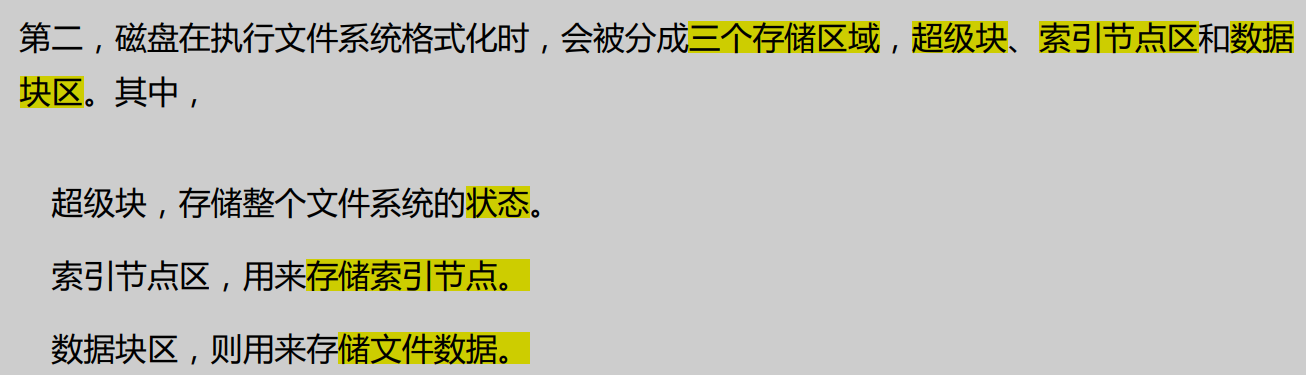 第二，磁盘在执行文件系统格式化时，会被分成三个存储区域，超级块、索引节点区和数据
块区。其中，
超级块，存储整个文件系统的状态。
索引节点区，用来存储索引节点。
数据块区，则用来存储文件数据。